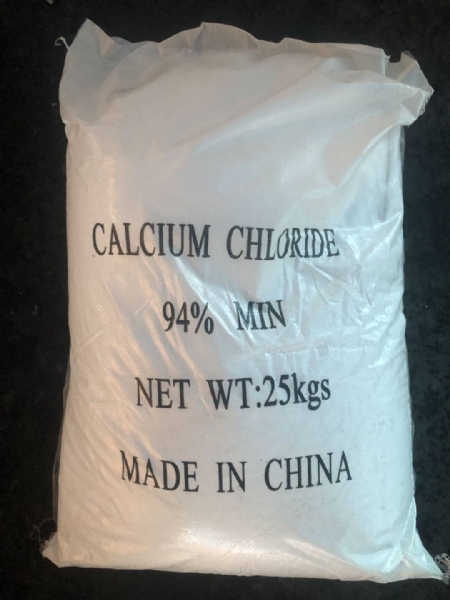 CALCIUM CHLORIDE
94% MIN
NET WT:25kgs
MADE IN CHINA